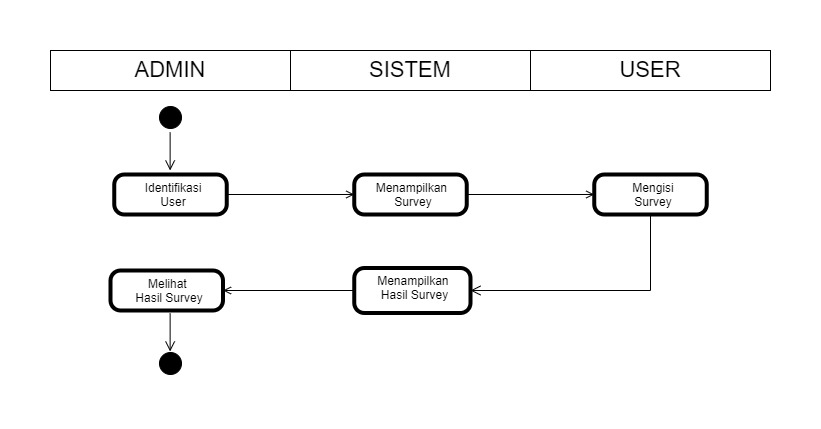 ADMIN
SISTEM
USER
Identifikasi
User
Menampilkan
Survey
Mengisi
Survey
Melihat
Hasil Survey
Menampilkan
Hasil Survey